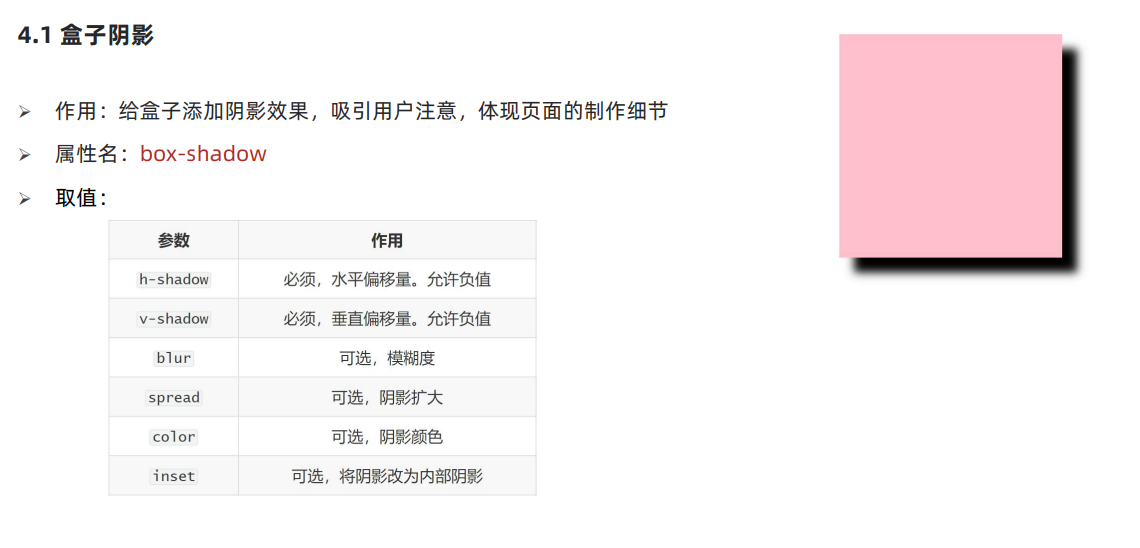 4.1 盒子阴影
作用：给盒子添加阴影效果，吸引用户注意，体现页面的制作细节
属性名：box-shadow
取值：
参数 作用
h-shadow 必须，水平偏移量。允许负值
v-shadow 必须，垂直偏移量。允许负值
blur 可选，模糊度
spread 可选，阴影扩大
color 可选，阴影颜色
inset 可选，将阴影改为内部阴影